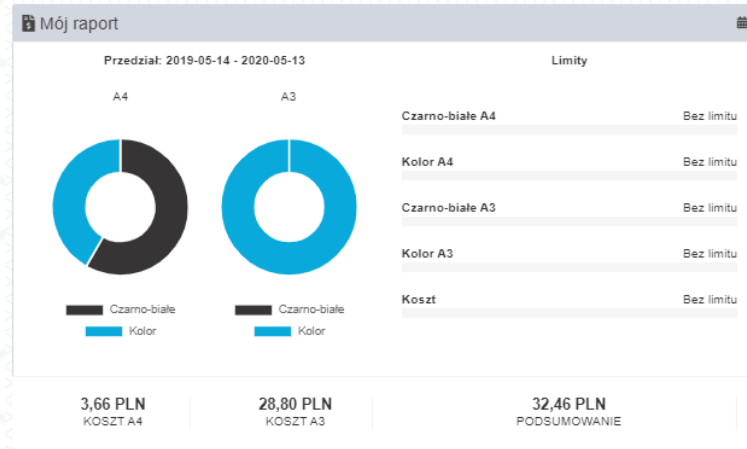 Mój raport
Przedział: 2019-05-14 - 2020-05-13
Limity
A4
A3
Czarno-białe
Kolor
Czarno-białe
Kolor
Czarno-białe A4 Bez limitu
Kolor A4 Bez limitu
Czarno-białe A3 Bez limitu
Kolor A3 Bez limitu
Koszt Bez limitu
3,66 PLN
KOSZT A4
28,80 PLN
KOSZT A3
32,46 PLN
PODSUMOWANIE